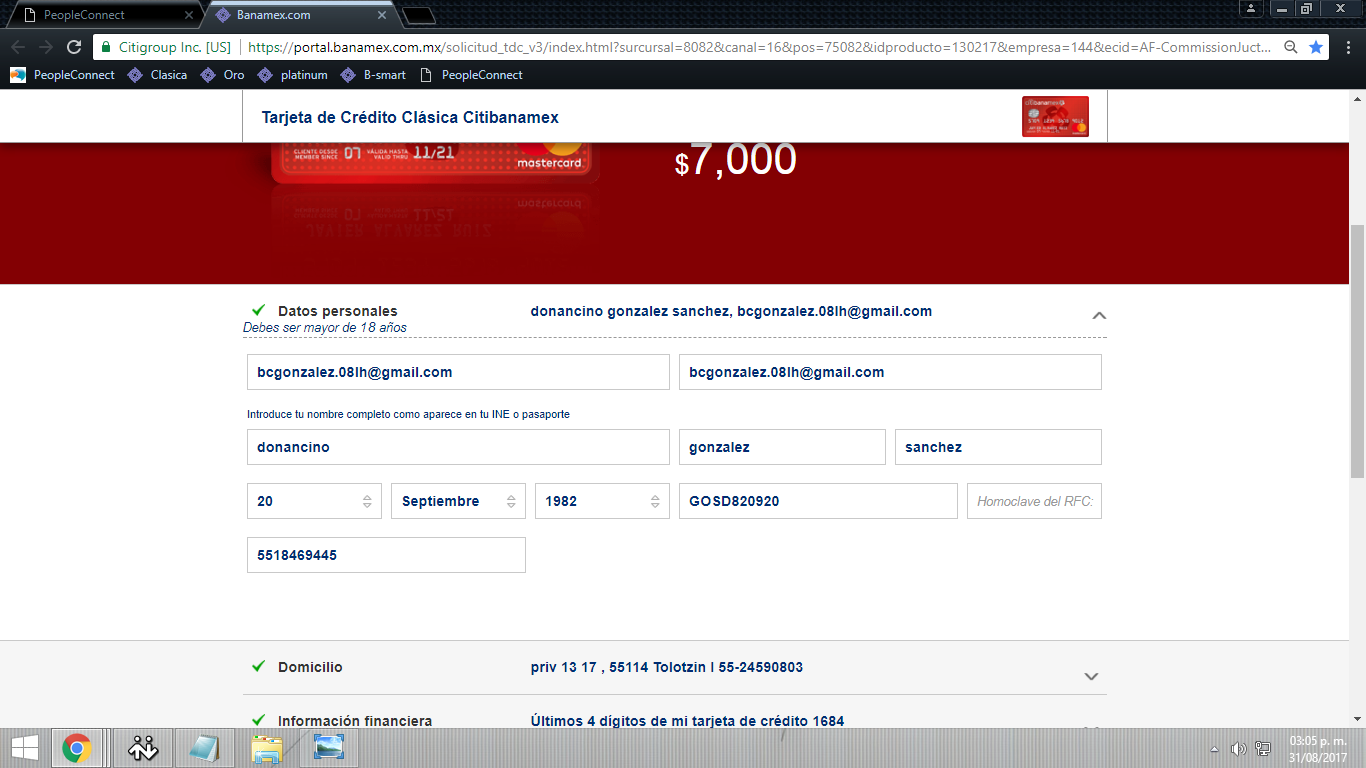 PeopleConnect
Banamex.com
Citigroup Inc. [US] https://portal.banamex.com.mx/solicitud_tdc_v3/index.html?surcursal=8082&canal=16&pos=75082&idproducto=130217&empresa=144&ecid=AF-CommissionJuct...
PeopleConnect Clasica Oro platinum B-smart PeopleConnect
Tarjeta de Crédito Clásica Citibanamex
CLIENTE DESDE MEMBER SINCE 07 VÁLIDA HASTA VALID THRU 11/21
mastercard
$7,000
JAVIER ALVAREZ RUIZ
Datos personales donancino gonzalez sanchez, bcgonzalez.08lh@gmail.com
Debes ser mayor de 18 años
bcgonzalez.08lh@gmail.com bcgonzalez.08lh@gmail.com
Introduce tu nombre completo como aparece en tu INE o pasaporte
donancino gonzalez sanchez
20 Septiembre 1982 GOSD820920 Homoclave del RFC:
5518469445
Domicilio priv 13 17 , 55114 Tolotzin I 55-24590803
Información financiera Últimos 4 dígitos de mi tarjeta de crédito 1684
03:05 p. m.
31/08/2017